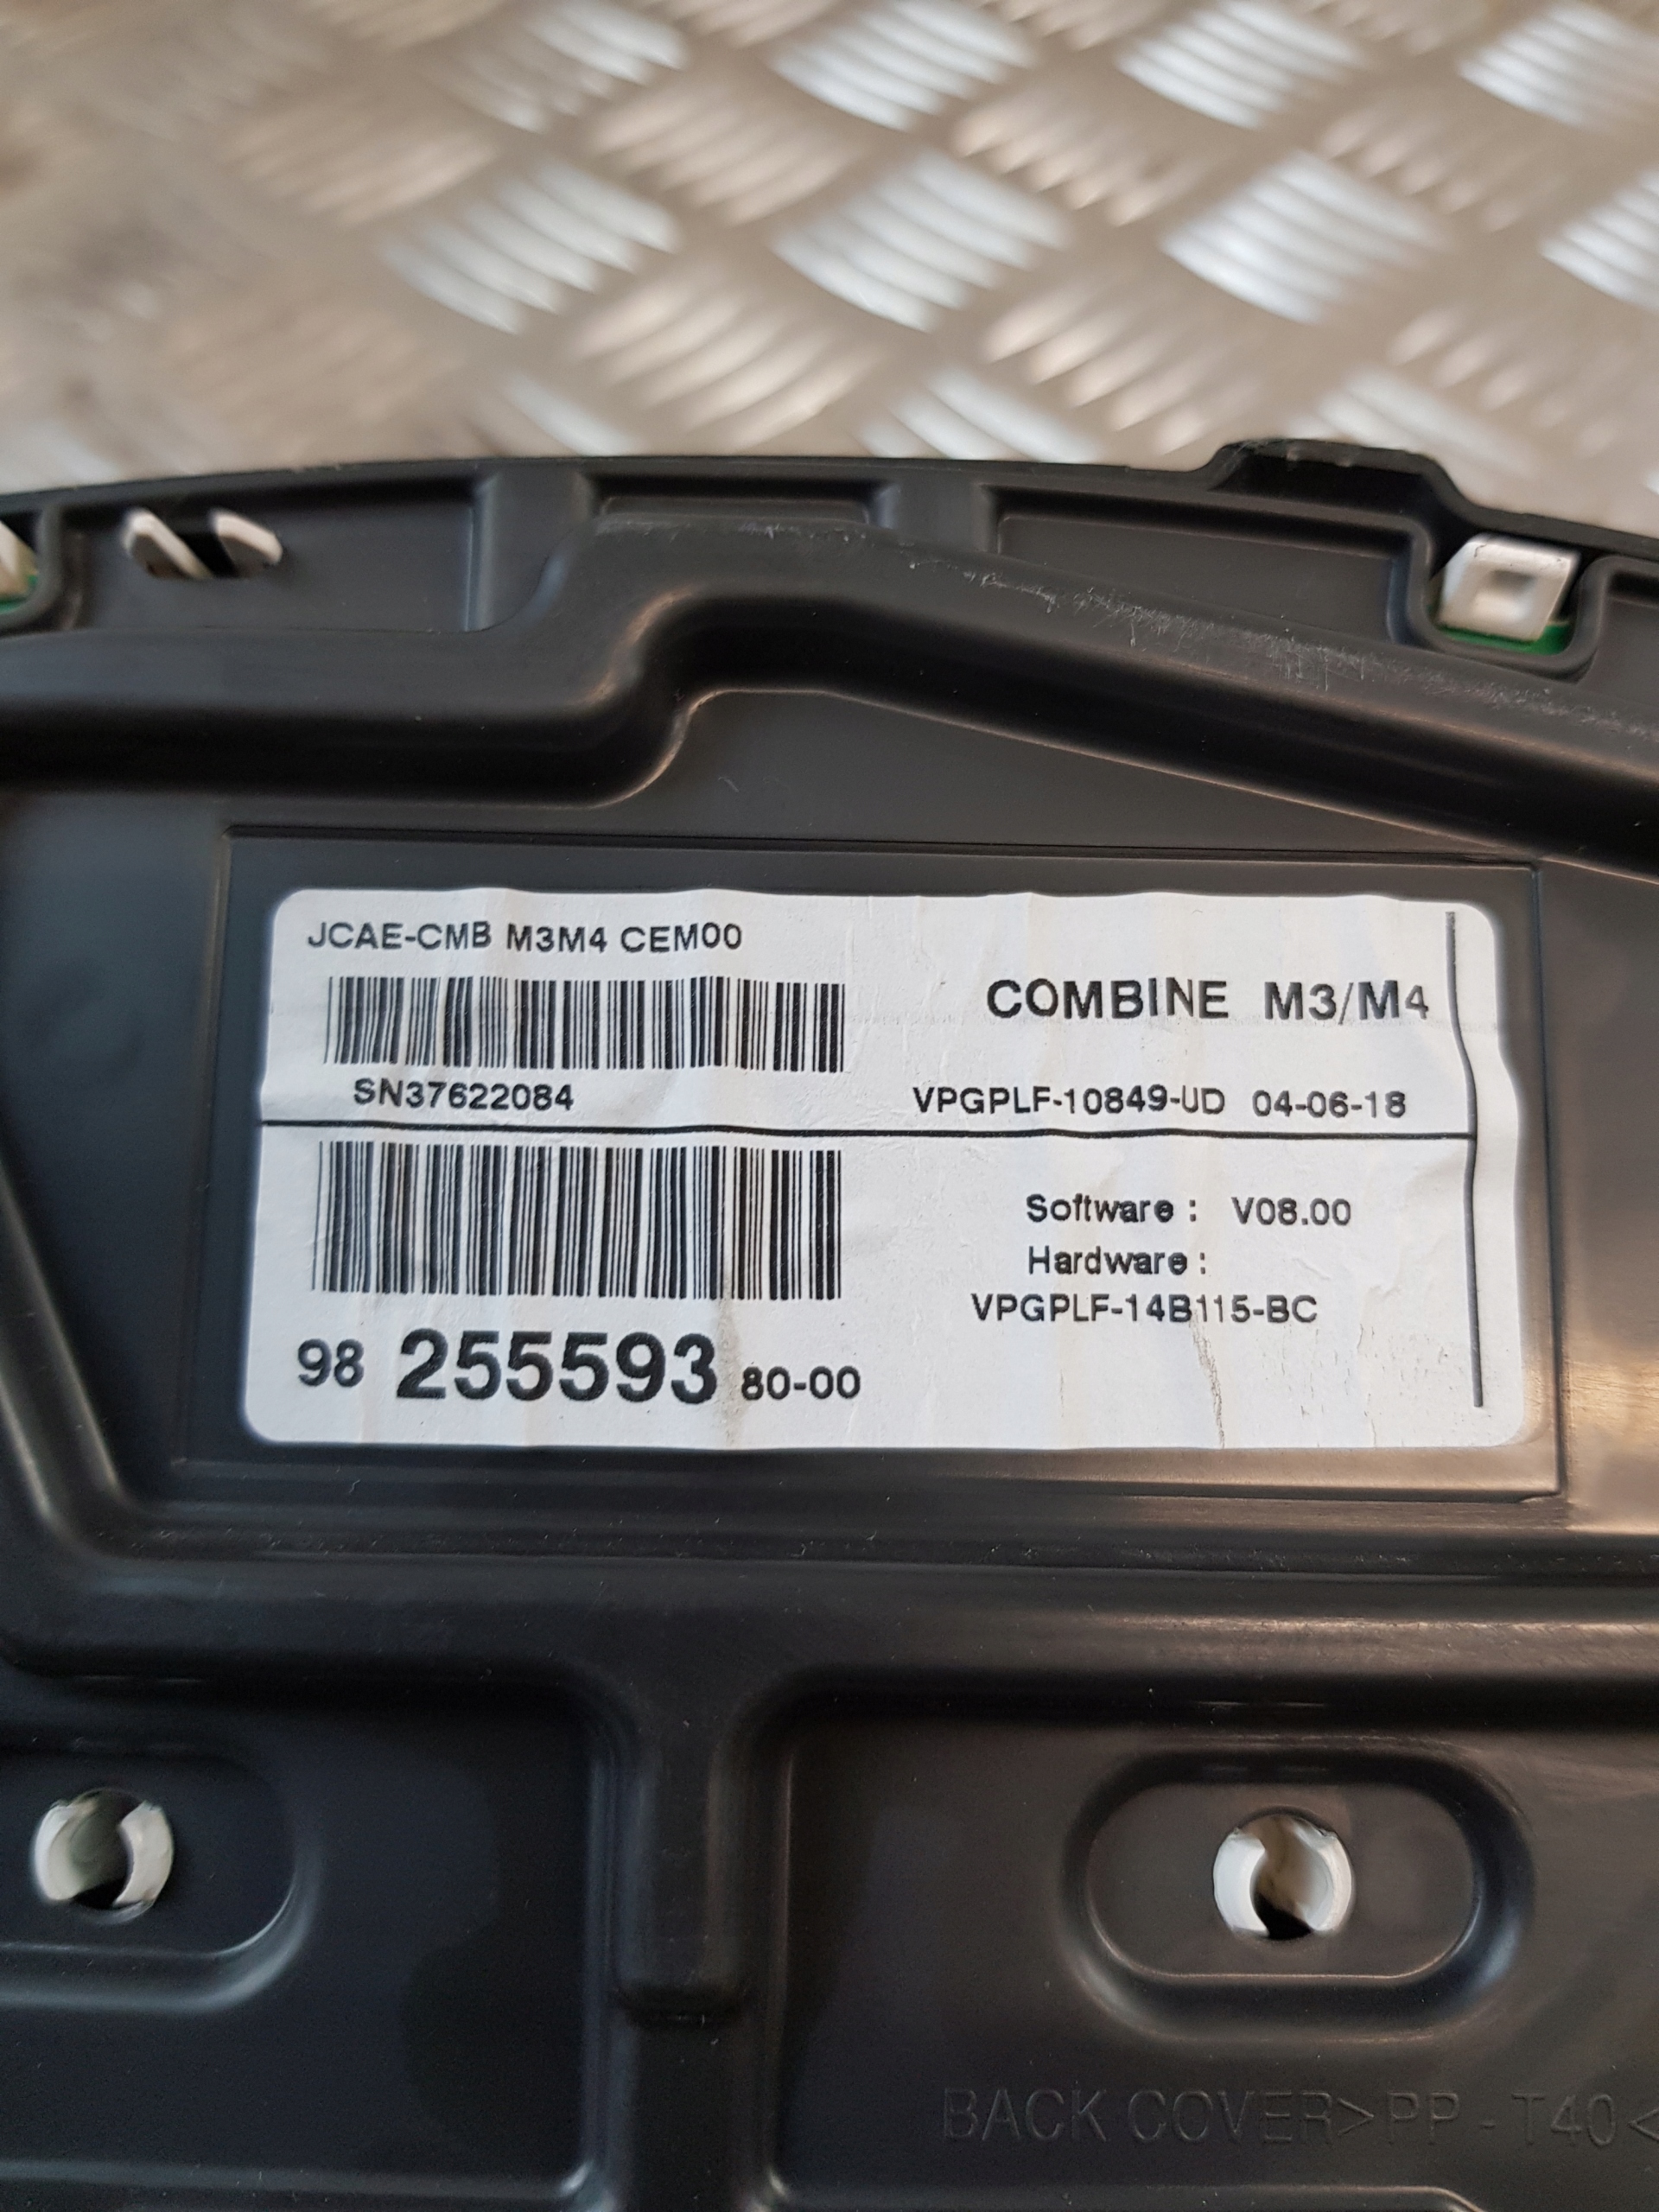 JCAE-CMB M3M4 CEM00
COMBINE M3/M4
SN37622084
VPGPLF-10849-UD 04-06-18
Software : V08.00
Hardware :
VPGPLF-14B115-BC
98 255593 80-00
BACK COVER>PP - T40<